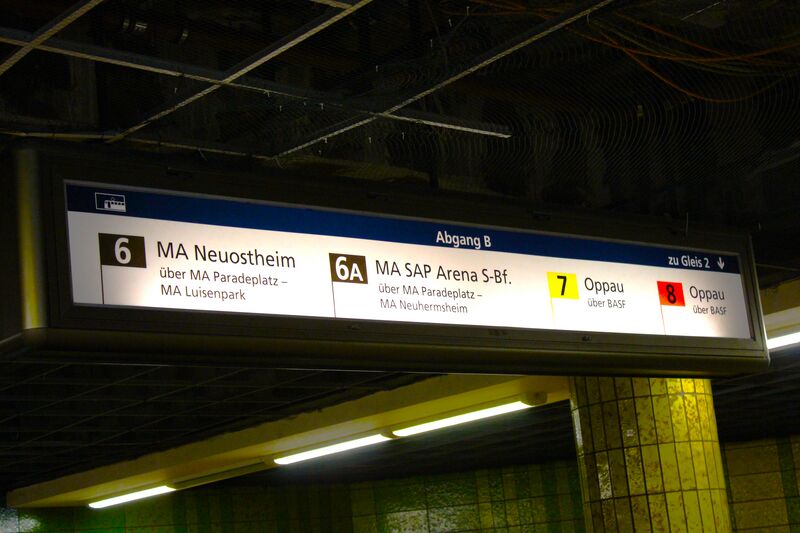 Abgang B
zu Gleis 2 ↓
6 MA Neuostheim
über MA Paradeplatz –
MA Luisenpark
6A MA SAP Arena S-Bf.
über MA Paradeplatz –
MA Neuhermsheim
7 Oppau
über BASF
8 Oppau
über BASF